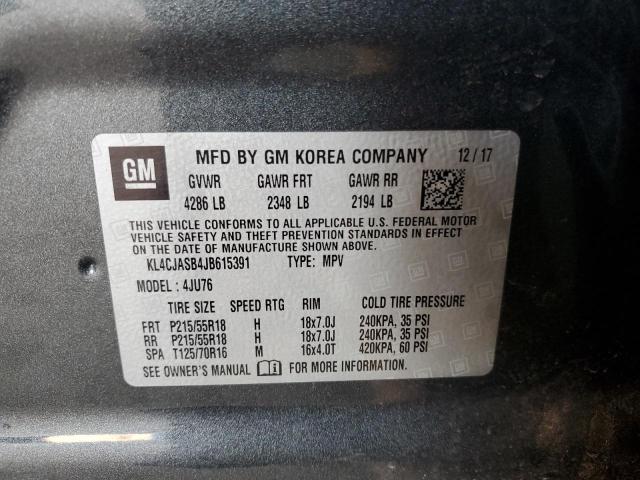 GM
MFD BY GM KOREA COMPANY 12/17
GVWR GAWR FRT GAWR RR
4286 LB 2348 LB 2194 LB
THIS VEHICLE CONFORMS TO ALL APPLICABLE U.S. FEDERAL MOTOR
VEHICLE SAFETY AND THEFT PREVENTION STANDARDS IN EFFECT
ON THE DATE OF MANUFACTURE SHOWN ABOVE.
KL4CJASB4JB615391 TYPE: MPV
MODEL: 4JU76
TIRE SIZE SPEED RTG RIM COLD TIRE PRESSURE
FRT P215/55R18 H 18x7.0J 240KPA, 35 PSI
RR P215/55R18 H 18x7.0J 240KPA, 35 PSI
SPA T125/70R16 M 16x4.0T 420KPA, 60 PSI
SEE OWNER'S MANUAL i FOR MORE INFORMATION.